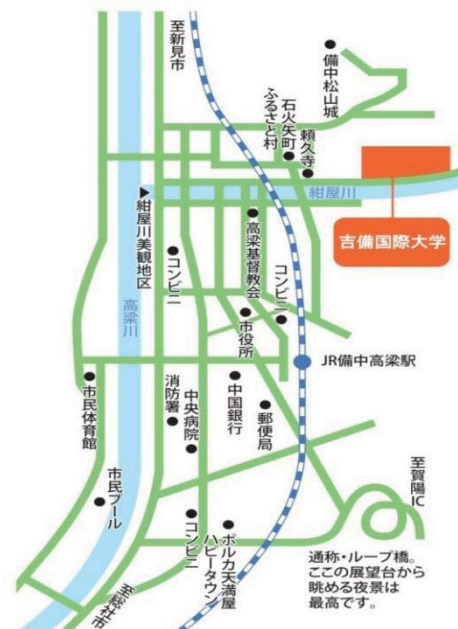 至新見市
備中松山城
石火矢町
ふるさと村
頼久寺
紺屋川
吉備国際大学
紺屋川美観地区
高梁基督教会
コンビニ
コンビニ
高梁川
市役所
JR備中高梁駅
市民体育館
消防署
中央病院
中国銀行
郵便局
市民プール
コンビニ
ポルカ天満屋
ハピータウン
至賀陽IC
至総社市
通称・ループ橋。
ここの展望台から
眺める夜景は
最高です。